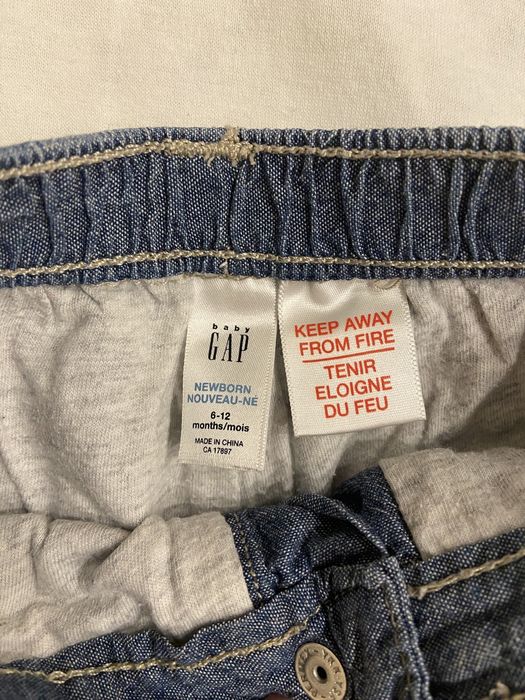 baby
GAP
NEWBORN
NOUVEAU-NÉ
6-12
months/mois
MADE IN CHINA
CA 17897
KEEP AWAY
FROM FIRE
TENIR
ELOIGNE
DU FEU